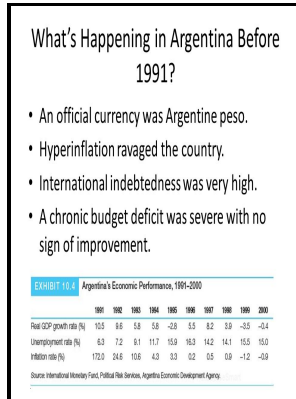 What's Happening in Argentina Before
1991?
• An official currency was Argentine peso.
• Hyperinflation ravaged the country.
• International indebtedness was very high.
• A chronic budget deficit was severe with no
sign of improvement.
EXHIBIT 10.4 Argentina's Economic Performance, 1991–2000
1991 1992 1993 1994 1995 1996 1997 1998 1999 2000
Real GDP growth rate (%) 10.5 9.6 5.8 5.8 -2.8 5.5 8.2 3.9 -3.5 -0.4
Unemployment rate (%) 6.3 7.2 9.1 11.7 15.9 16.3 14.2 14.1 15.5 15.0
Inflation rate (%) 172.0 24.6 10.6 4.3 3.3 0.2 0.5 0.9 -1.2 -0.9
Source: International Monetary Fund, Political Risk Services, Argentina Economic Development Agency.